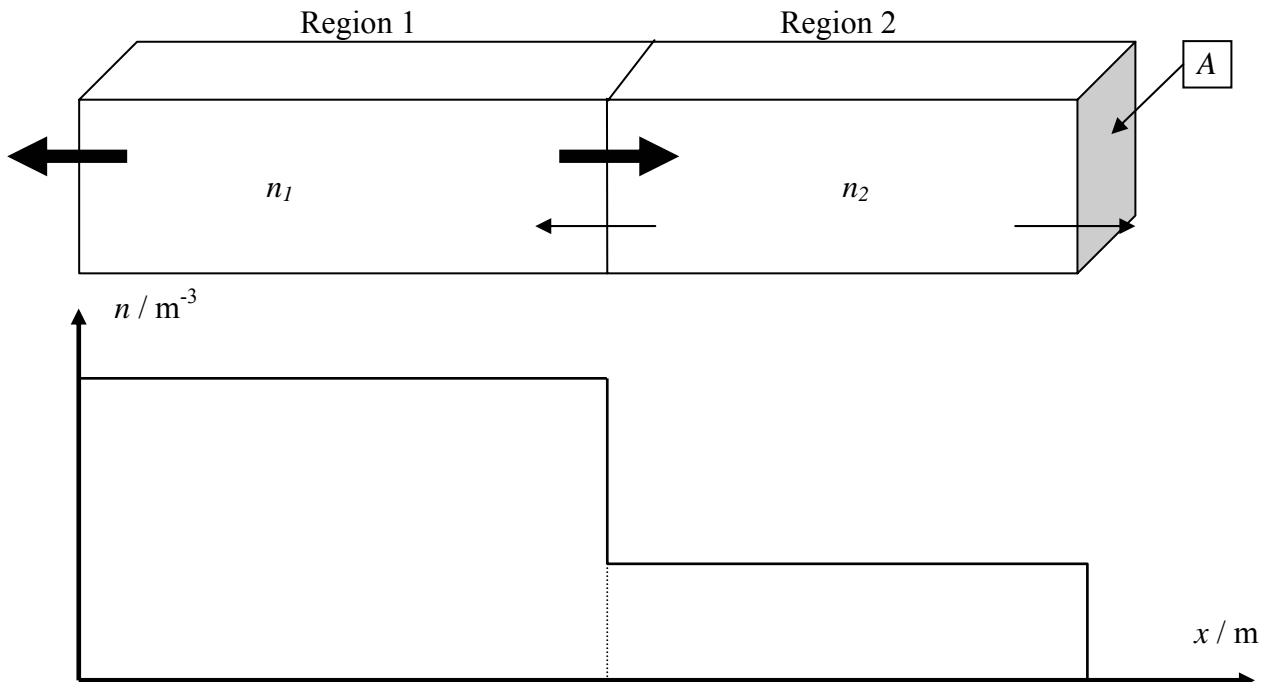 Region 1 Region 2
A
n₁ n₂
n / m⁻³
x / m